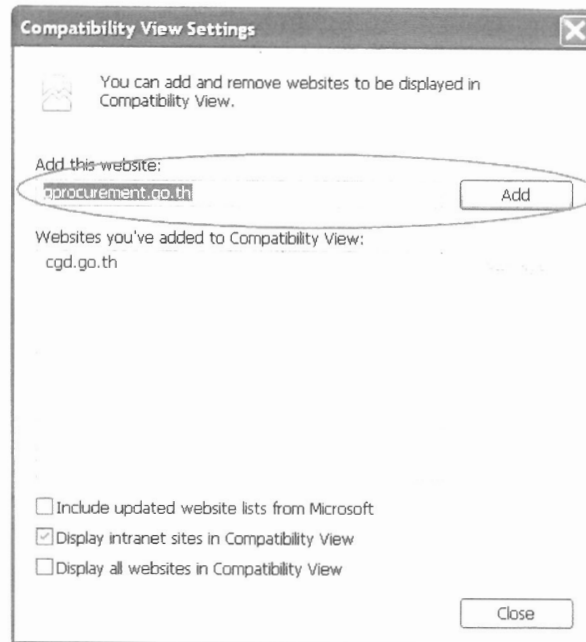 Compatibility View Settings
You can add and remove websites to be displayed in
Compatibility View.
Add this website:
gprocurement.go.th
Add
Websites you've added to Compatibility View:
cgd.go.th
Include updated website lists from Microsoft
Display intranet sites in Compatibility View
Display all websites in Compatibility View
Close